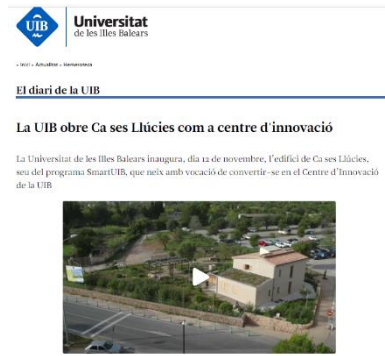 UIB
Universitat
de les Illes Balears
El diari de la UIB
La UIB obre Ca ses Llúcies com a centre d'innovació
La Universitat de les Illes Balears inaugura, dia 12 de novembre, l'edifici de Ca ses Llúcies,
seu del programa SmartUIB, que neix amb vocació de convertir-se en el Centre d'Innovació
de la UIB